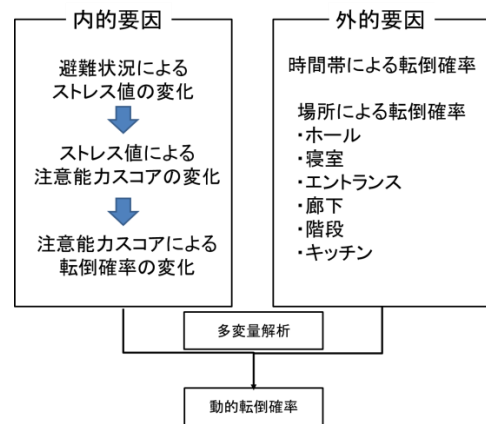 内的要因
避難状況による
ストレス値の変化
ストレス値による
注意能力スコアの変化
注意能力スコアによる
転倒確率の変化
外的要因
時間帯による転倒確率
場所による転倒確率
・ホール
・寝室
・エントランス
・廊下
・階段
・キッチン
多変量解析
動的転倒確率